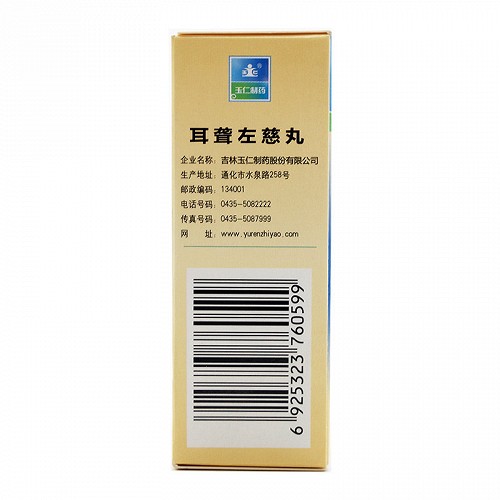 玉仁制药
耳聋左慈丸
企业名称：吉林玉仁制药股份有限公司
生产地址：通化市水泉路258号
邮政编码：134001
电话号码：0435-5082222
传真号码：0435-5087999
网 址：www.yurenzhiyao.com
6925323760599